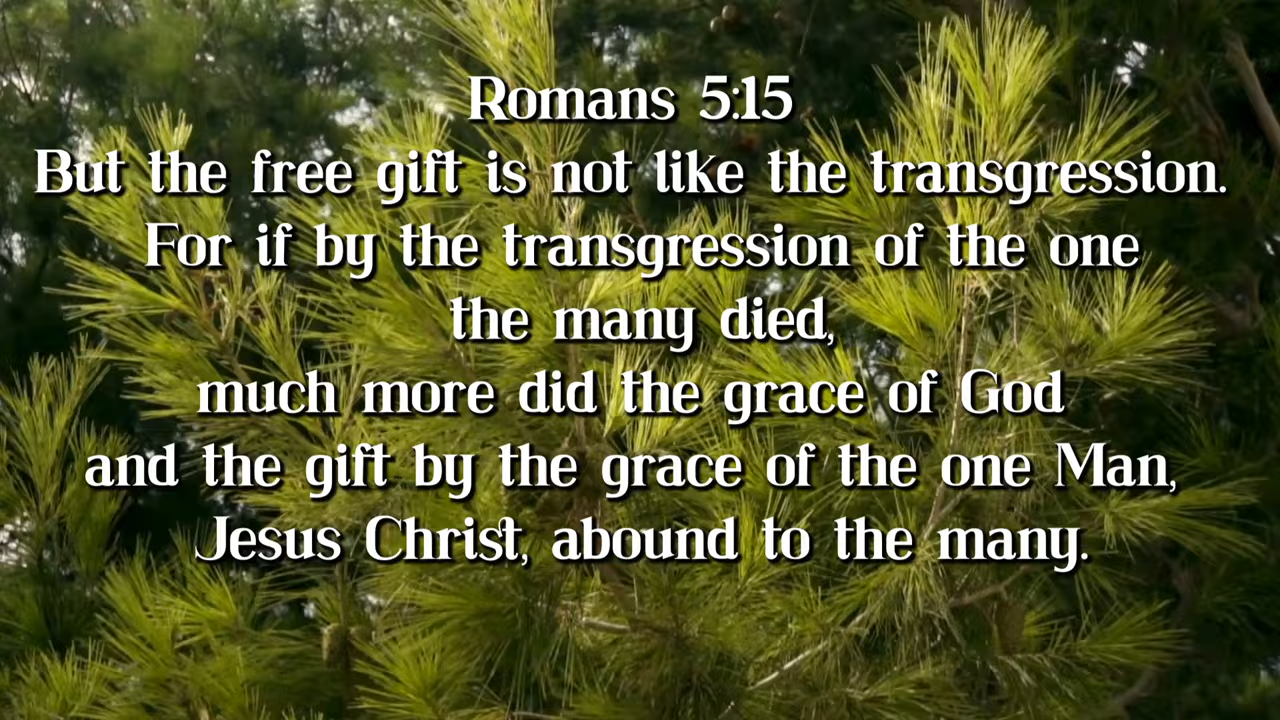 Romans 5:15
But the free gift is not like the transgression.
For if by the transgression of the one
the many died,
much more did the grace of God
and the gift by the grace of the one Man,
Jesus Christ, abound to the many.